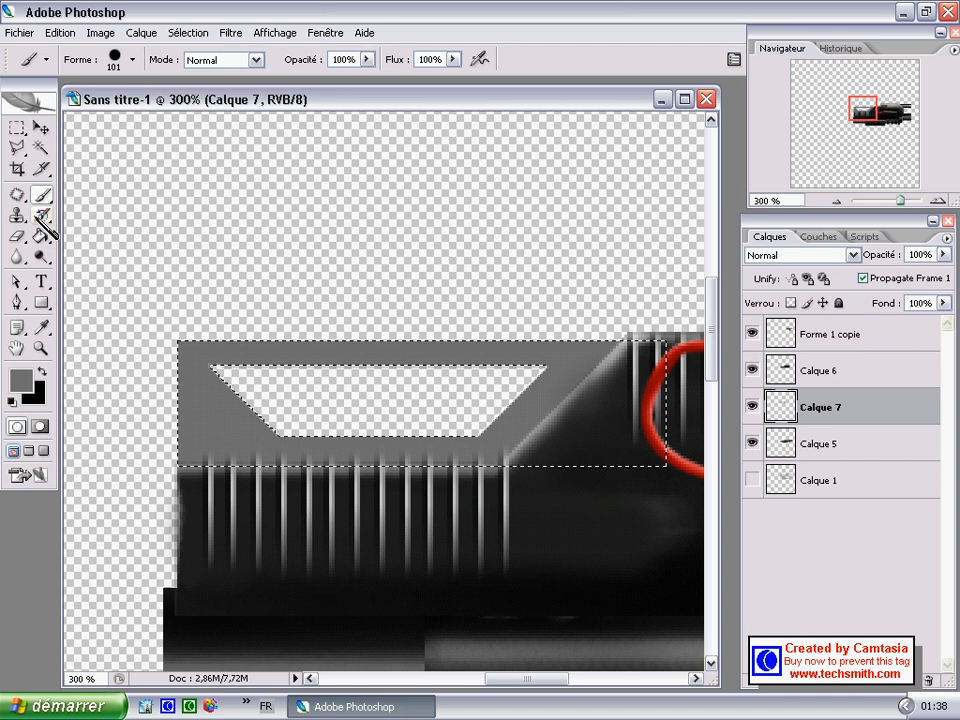 Adobe Photoshop
Fichier Edition Image Calque Sélection Filtre Affichage Fenêtre Aide
Forme : 101 Mode : Normal Opacité : 100% Flux : 100%
Sans titre-1 @ 300% (Calque 7, RVB/8)
Navigateur Historique
300 %
Calques Couches Scripts
Normal Opacité : 100%
Unify: Propagate Frame 1
Verrou : Fond : 100%
Forme 1 copie
Calque 6
Calque 7
Calque 5
Calque 1
T
300 % Doc : 2,86M/7,72M
Created by Camtasia
Buy now to prevent this tag
www.techsmith.com
démarrer » FR Adobe Photoshop 01:38